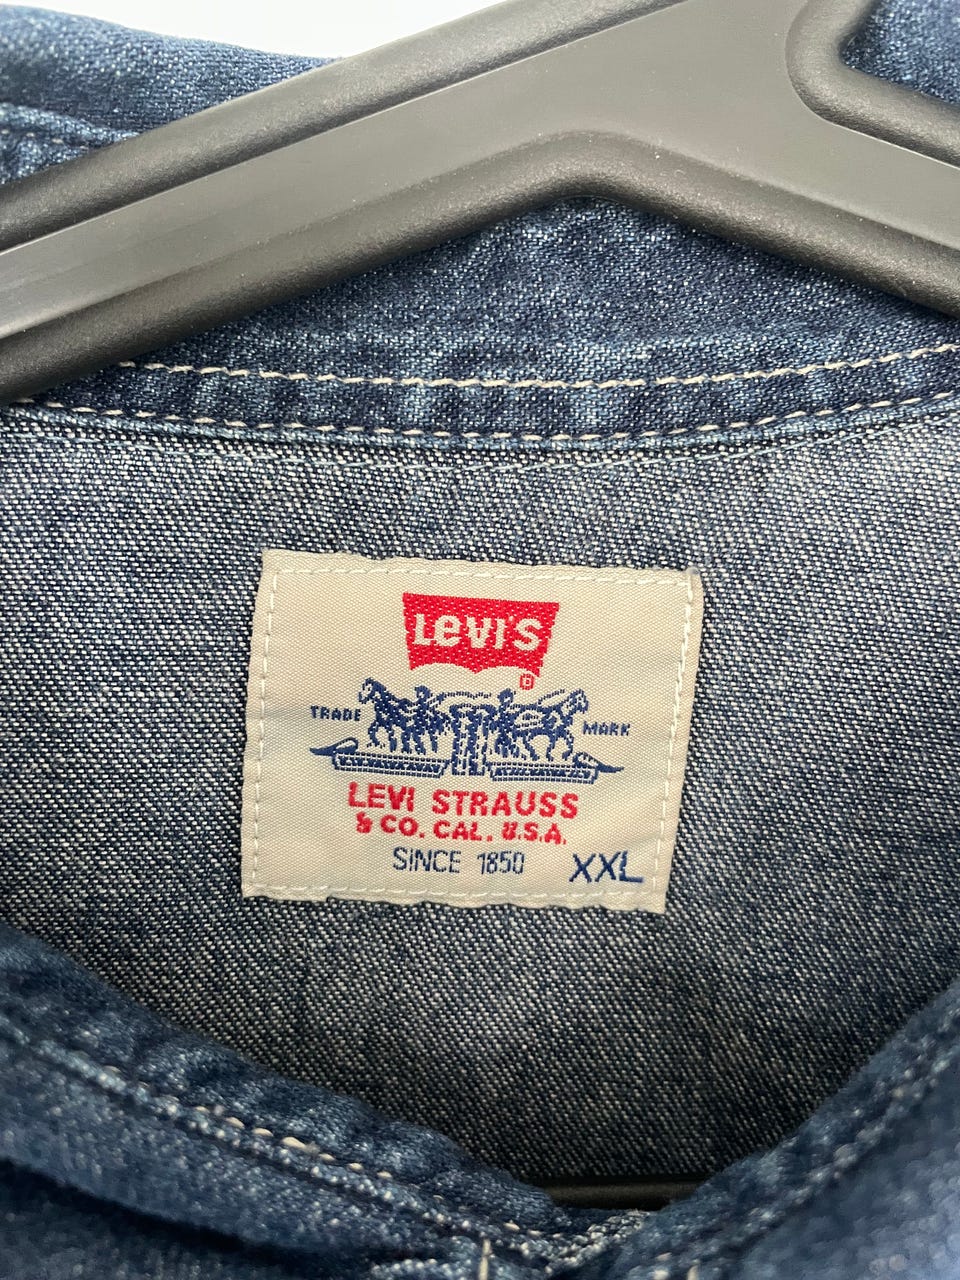 LEVI'S
®
TRADE MARK
LEVI STRAUSS
& CO. CAL. U.S.A.
SINCE 1850 XXL